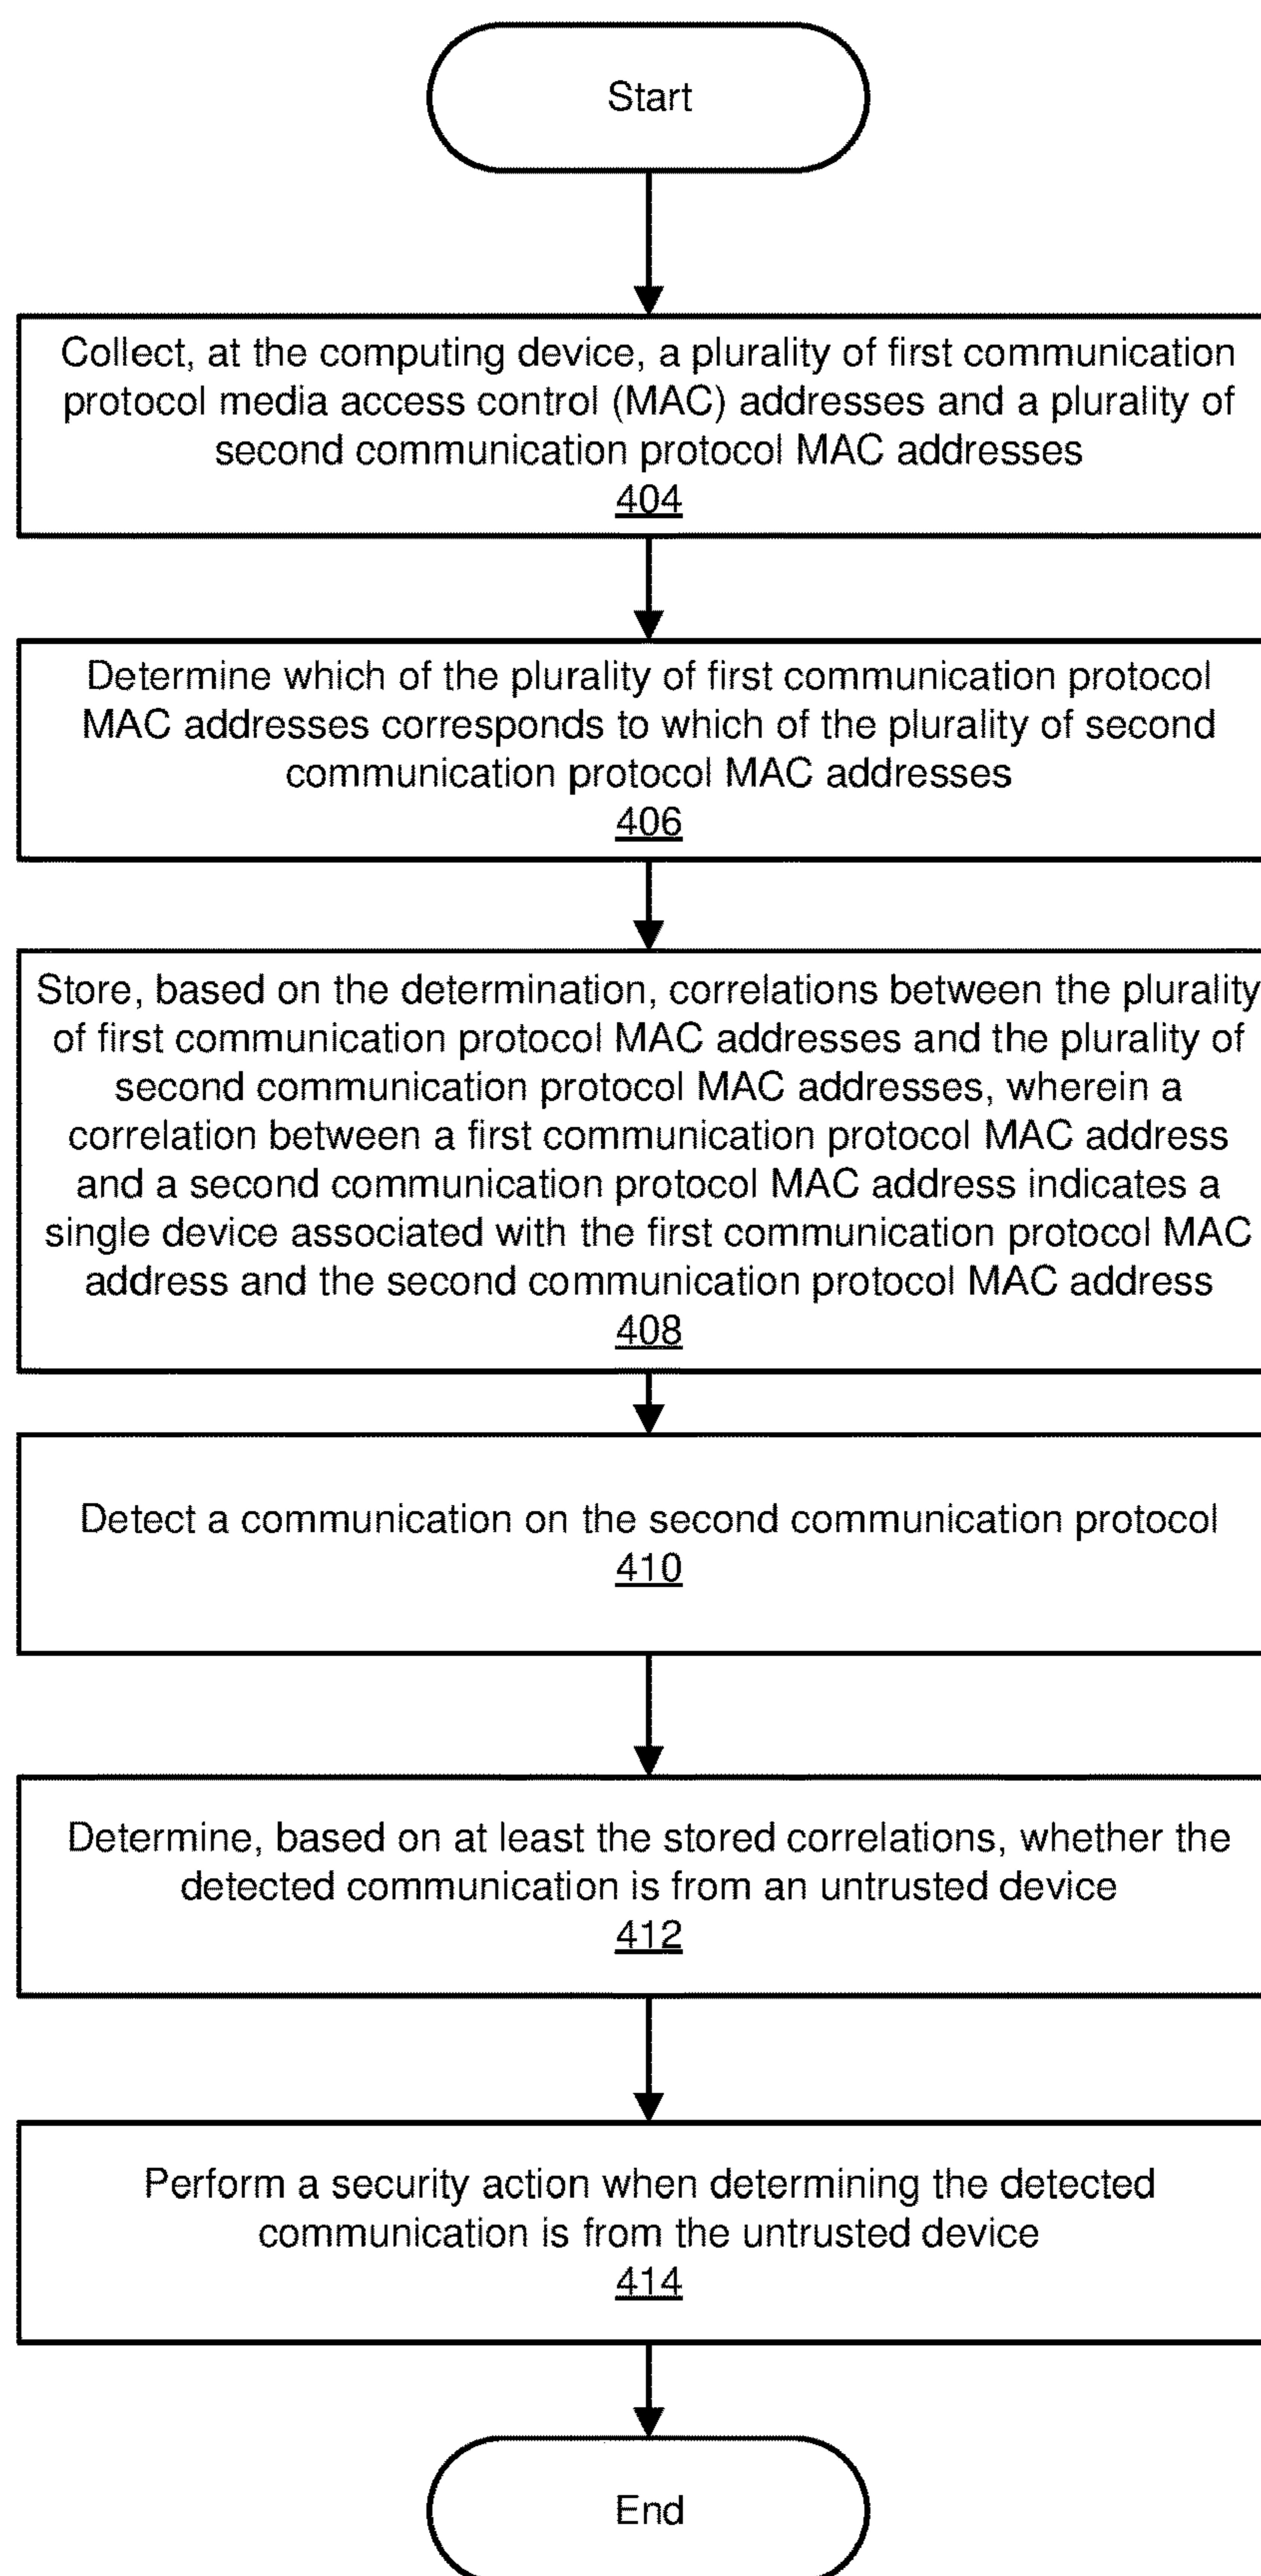 Start
Collect, at the computing device, a plurality of first communication
protocol media access control (MAC) addresses and a plurality of
second communication protocol MAC addresses
404
Determine which of the plurality of first communication protocol
MAC addresses corresponds to which of the plurality of second
communication protocol MAC addresses
406
Store, based on the determination, correlations between the plurality
of first communication protocol MAC addresses and the plurality of
second communication protocol MAC addresses, wherein a
correlation between a first communication protocol MAC address
and a second communication protocol MAC address indicates a
single device associated with the first communication protocol MAC
address and the second communication protocol MAC address
408
Detect a communication on the second communication protocol
410
Determine, based on at least the stored correlations, whether the
detected communication is from an untrusted device
412
Perform a security action when determining the detected
communication is from the untrusted device
414
End